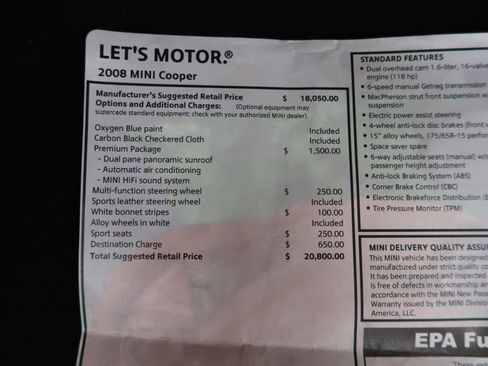 LET'S MOTOR.®
2008 MINI Cooper
Manufacturer's Suggested Retail Price $ 18,050.00
Options and Additional Charges: (Optional equipment may
supercede standard equipment; check with your authorized MINI dealer).
Oxygen Blue paint Included
Carbon Black Checkered Cloth Included
Premium Package $ 1,500.00
- Dual pane panoramic sunroof
- Automatic air conditioning
- MINI HiFi sound system
Multi-function steering wheel $ 250.00
Sports leather steering wheel Included
White bonnet stripes $ 100.00
Alloy wheels in white Included
Sport seats $ 250.00
Destination Charge $ 650.00
Total Suggested Retail Price $ 20,800.00
STANDARD FEATURES
• Dual overhead cam 1.6-liter, 16-valve
engine (118 hp)
• 6-speed manual Getrag transmission
• MacPherson strut front suspension w
suspension
• Electric power assist steering
• 4-wheel anti-lock disc brakes (front v
• 15" alloy wheels, 175/65R-15 perfo
• Space saver spare
• 6-way adjustable seats (manual) w/d
passenger height adjustment
• Anti-lock Braking System (ABS)
• Corner Brake Control (CBC)
• Electronic Brakeforce Distribution (E
• Tire Pressure Monitor (TPM)
MINI DELIVERY QUALITY ASSU
This MINI vehicle has been designed
manufactured under strict quality co
It has been prepared and inspected
is free of defects in workmanship an
accordance with the MINI New Pass
Warranty issued by the MINI Division
America, LLC.
EPA Fu